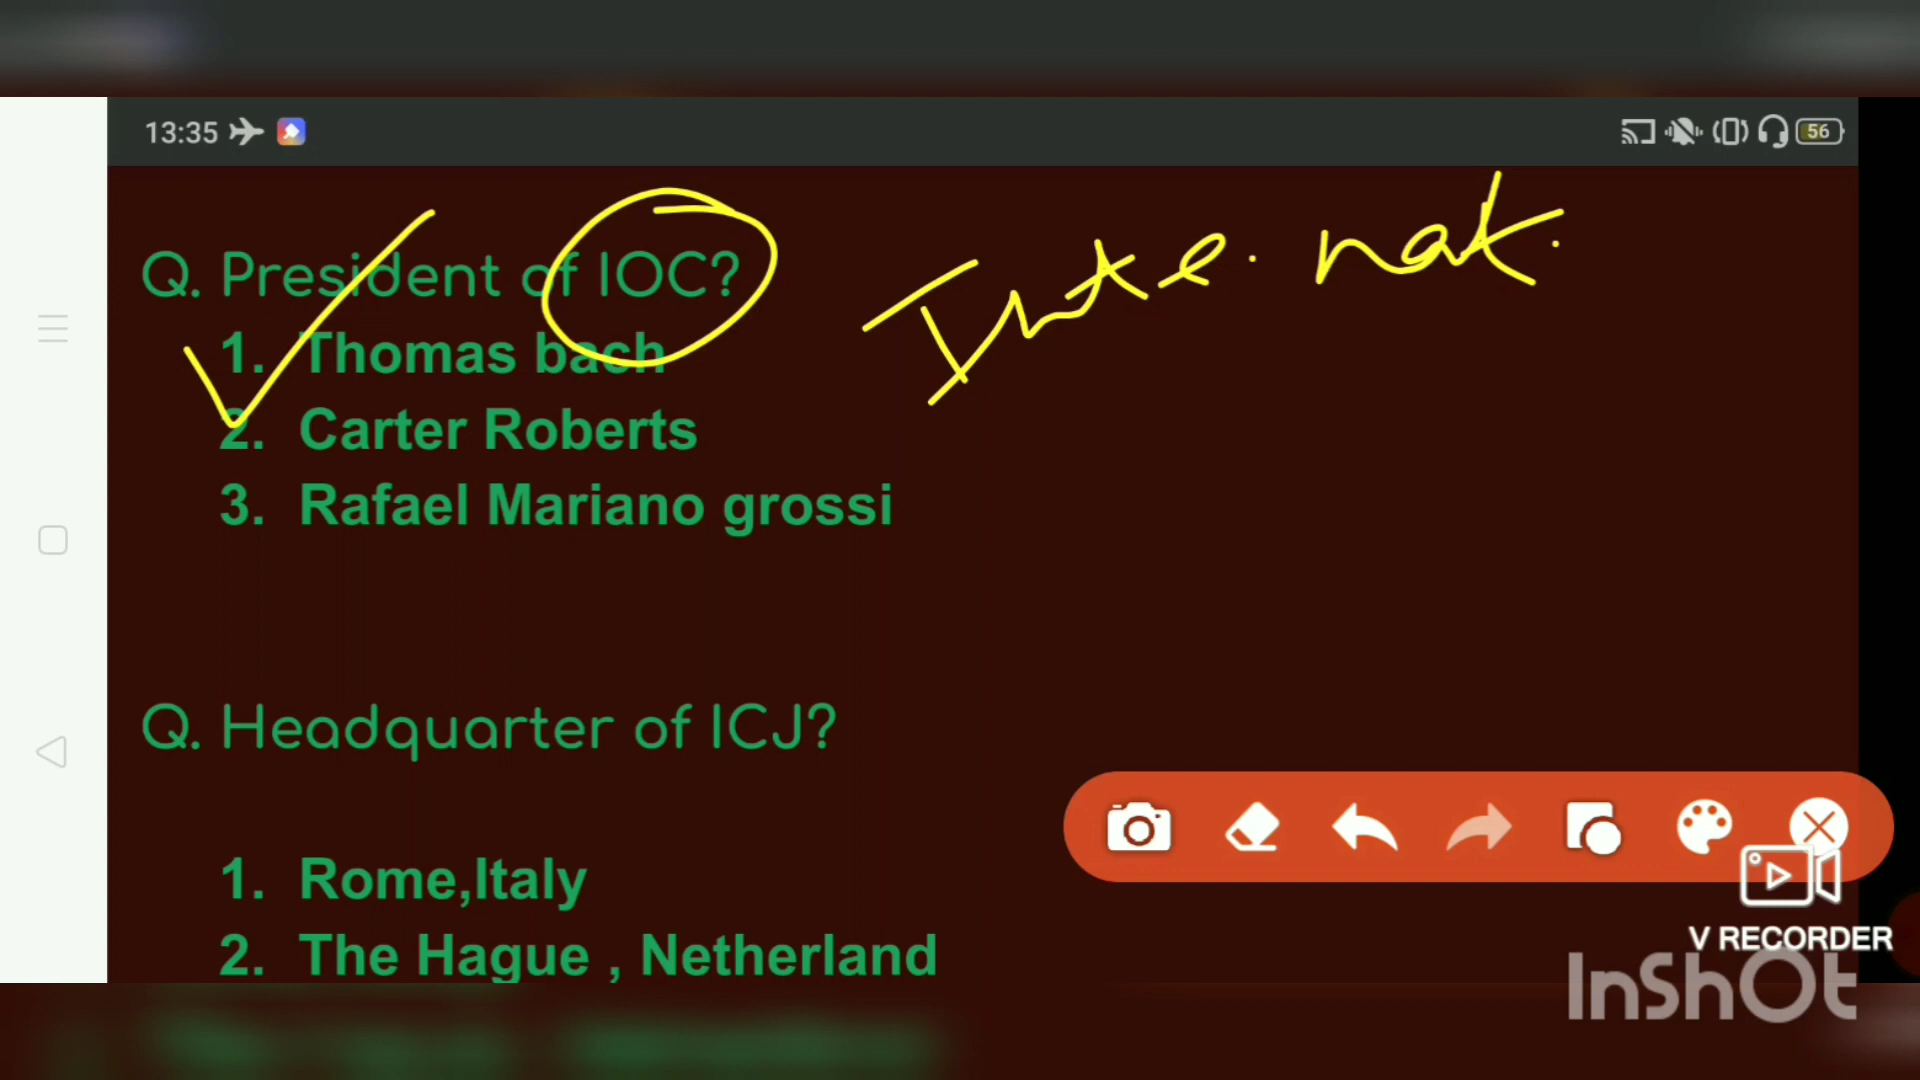 13:35
56
Q. President of IOC?
1. Thomas bach
2. Carter Roberts
3. Rafael Mariano grossi
Inte. nat.
Q. Headquarter of ICJ?
1. Rome,Italy
2. The Hague , Netherland
V RECORDER
InShOt